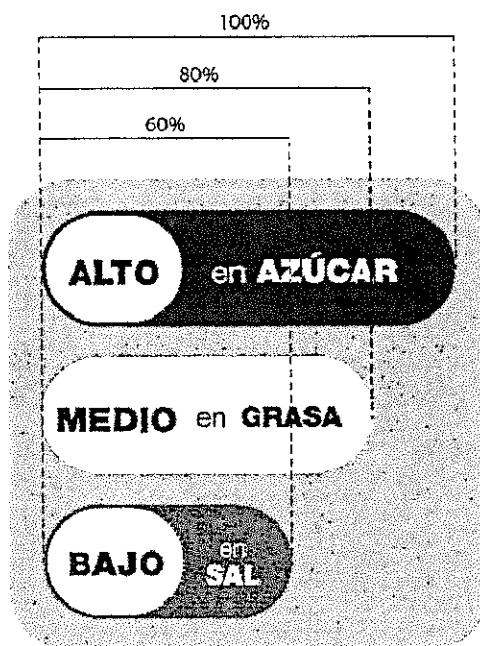 100%
80%
60%
ALTO en AZÚCAR
MEDIO en GRASA
BAJO en
SAL